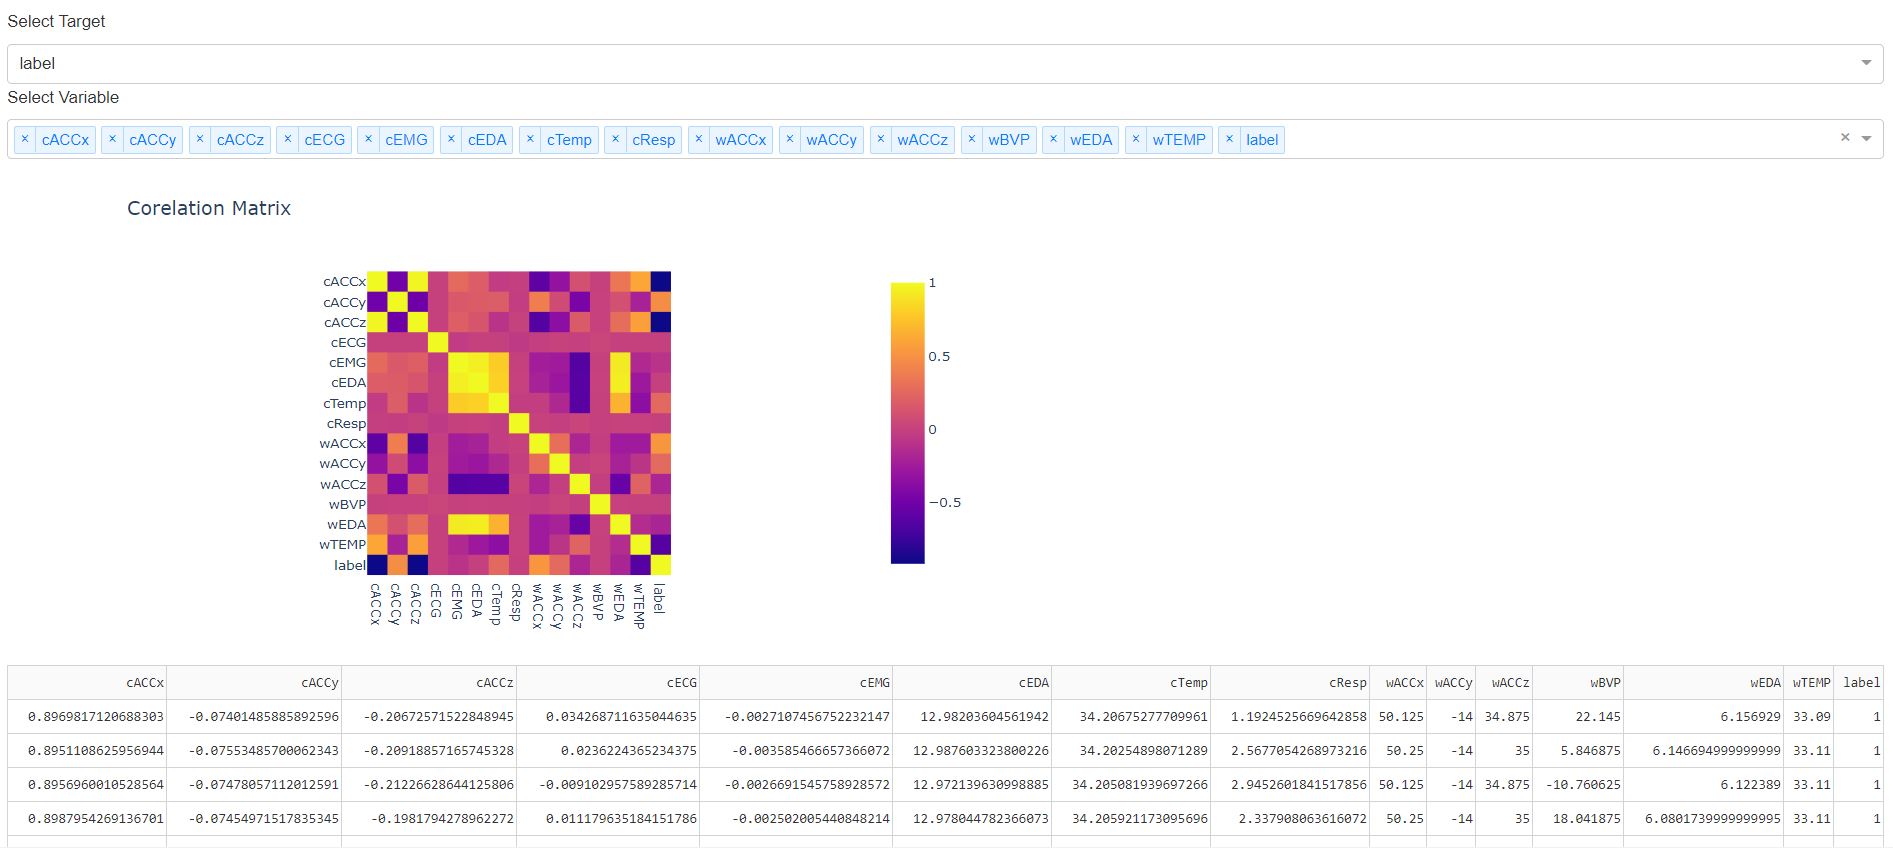 Select Target
label
Select Variable
× cACCx × cACCy × cACCz × cECG × cEMG × cEDA × cTemp × cResp × wACCx × wACCy × wACCz × wBVP × wEDA × wTEMP × label
Corelation Matrix
cACCx
cACCy
cACCz
cECG
cEMG
cEDA
cTemp
cResp
wACCx
wACCy
wACCz
wBVP
wEDA
wTEMP
label
cACCx cACCy cACCz cECG cEMG cEDA cTemp cResp wACCx wACCy wACCz wBVP wEDA wTEMP label
1
0.5
0
−0.5
cACCx cACCy cACCz cECG cEMG cEDA cTemp cResp wACCx wACCy wACCz wBVP wEDA wTEMP label
0.8969817120688303 -0.07401485885892596 -0.20672571522848945 0.034268711635044635 -0.0027107456752232147 12.98203604561942 34.20675277709961 1.1924525669642858 50.125 -14 34.875 22.145 6.156929 33.09 1
0.8951108625956944 -0.07553485700062343 -0.20918857165745328 0.0236224365234375 -0.003585466657366072 12.987603323800226 34.20254898071289 2.5677054268973216 50.25 -14 35 5.846875 6.146694999999999 33.11 1
0.8956960010528564 -0.07478057112012591 -0.21226628644125806 -0.009102957589285714 -0.0026691545758928572 12.972139630998885 34.205081939697266 2.9452601841517856 50.125 -14 34.875 -10.760625 6.122389 33.11 1
0.8987954269136701 -0.07454971517835345 -0.1981794278962272 0.011179635184151786 -0.002502005440848214 12.978044782366073 34.205921173095696 2.337908063616072 50.25 -14 35 18.041875 6.0801739999999995 33.11 1